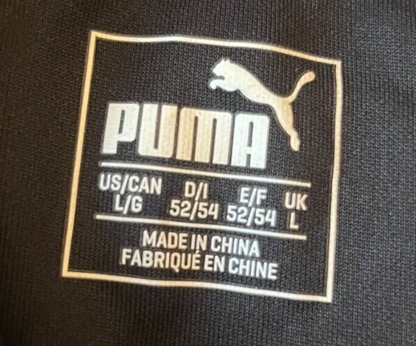 PUMA
US/CAN D/I E/F UK
L/G 52/54 52/54 L
MADE IN CHINA
FABRIQUÉ EN CHINE